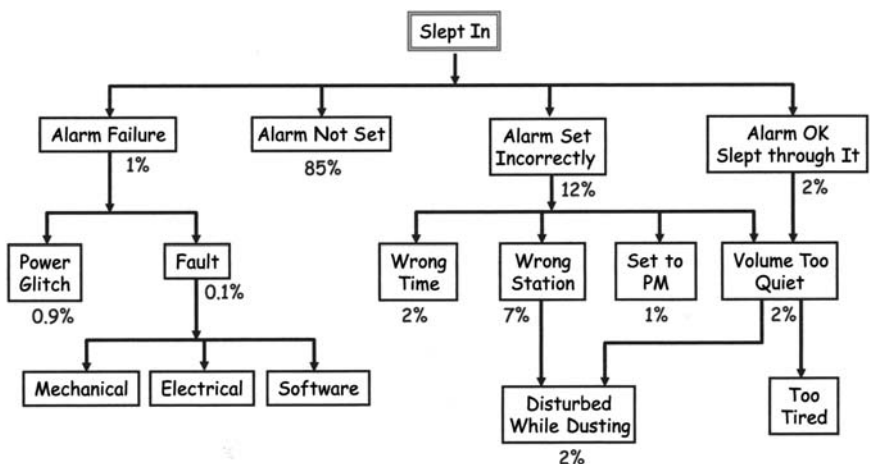 Slept In
Alarm Failure
1%
Alarm Not Set
85%
Alarm Set
Incorrectly
12%
Alarm OK
Slept through It
2%
Power
Glitch
0.9%
Fault
0.1%
Wrong
Time
2%
Wrong
Station
7%
Set to
PM
1%
Volume Too
Quiet
2%
Mechanical
Electrical
Software
Disturbed
While Dusting
2%
Too
Tired